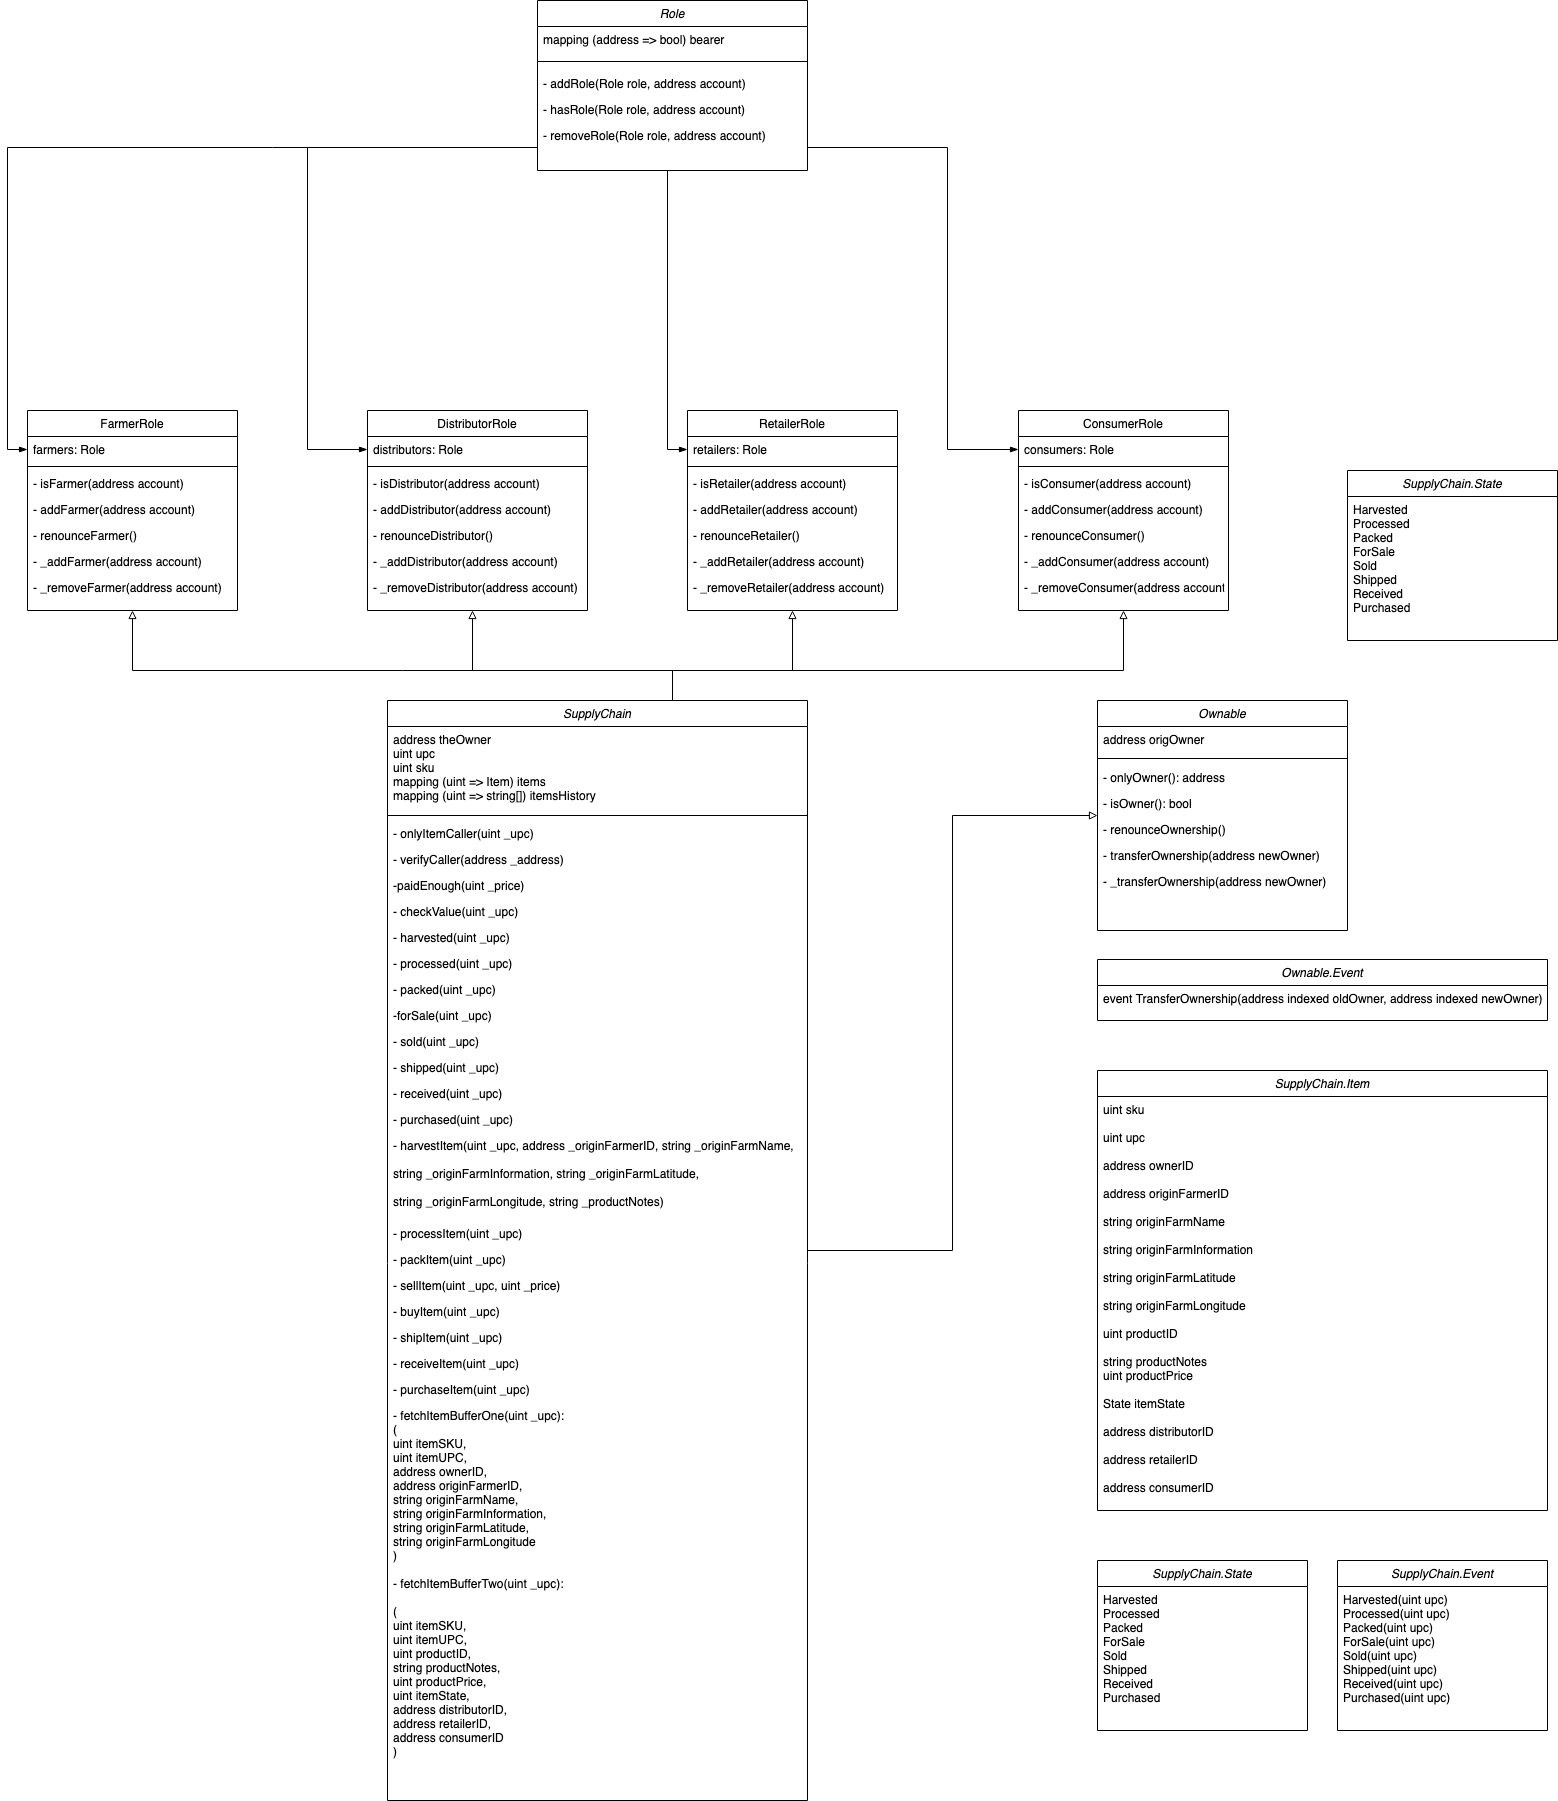 Role
mapping (address => bool) bearer
- addRole(Role role, address account)
- hasRole(Role role, address account)
- removeRole(Role role, address account)
FarmerRole
farmers: Role
- isFarmer(address account)
- addFarmer(address account)
- renounceFarmer()
- _addFarmer(address account)
- _removeFarmer(address account)
DistributorRole
distributors: Role
- isDistributor(address account)
- addDistributor(address account)
- renounceDistributor()
- _addDistributor(address account)
- _removeDistributor(address account)
RetailerRole
retailers: Role
- isRetailer(address account)
- addRetailer(address account)
- renounceRetailer()
- _addRetailer(address account)
- _removeRetailer(address account)
ConsumerRole
consumers: Role
- isConsumer(address account)
- addConsumer(address account)
- renounceConsumer()
- _addConsumer(address account)
- _removeConsumer(address account
SupplyChain.State
Harvested
Processed
Packed
ForSale
Sold
Shipped
Received
Purchased
SupplyChain
address theOwner
uint upc
uint sku
mapping (uint => Item) items
mapping (uint => string[]) itemsHistory
- onlyItemCaller(uint _upc)
- verifyCaller(address _address)
-paidEnough(uint _price)
- checkValue(uint _upc)
- harvested(uint _upc)
- processed(uint _upc)
- packed(uint _upc)
-forSale(uint _upc)
- sold(uint _upc)
- shipped(uint _upc)
- received(uint _upc)
- purchased(uint _upc)
- harvestItem(uint _upc, address _originFarmerID, string _originFarmName,
string _originFarmInformation, string _originFarmLatitude,
string _originFarmLongitude, string _productNotes)
- processItem(uint _upc)
- packItem(uint _upc)
- sellItem(uint _upc, uint _price)
- buyItem(uint _upc)
- shipItem(uint _upc)
- receiveItem(uint _upc)
- purchaseItem(uint _upc)
- fetchItemBufferOne(uint _upc):
(
uint itemSKU,
uint itemUPC,
address ownerID,
address originFarmerID,
string originFarmName,
string originFarmInformation,
string originFarmLatitude,
string originFarmLongitude
)
- fetchItemBufferTwo(uint _upc):
(
uint itemSKU,
uint itemUPC,
uint productID,
string productNotes,
uint productPrice,
uint itemState,
address distributorID,
address retailerID,
address consumerID
)
Ownable
address origOwner
- onlyOwner(): address
- isOwner(): bool
- renounceOwnership()
- transferOwnership(address newOwner)
- _transferOwnership(address newOwner)
Ownable.Event
event TransferOwnership(address indexed oldOwner, address indexed newOwner)
SupplyChain.Item
uint sku
uint upc
address ownerID
address originFarmerID
string originFarmName
string originFarmInformation
string originFarmLatitude
string originFarmLongitude
uint productID
string productNotes
uint productPrice
State itemState
address distributorID
address retailerID
address consumerID
SupplyChain.State
Harvested
Processed
Packed
ForSale
Sold
Shipped
Received
Purchased
SupplyChain.Event
Harvested(uint upc)
Processed(uint upc)
Packed(uint upc)
ForSale(uint upc)
Sold(uint upc)
Shipped(uint upc)
Received(uint upc)
Purchased(uint upc)